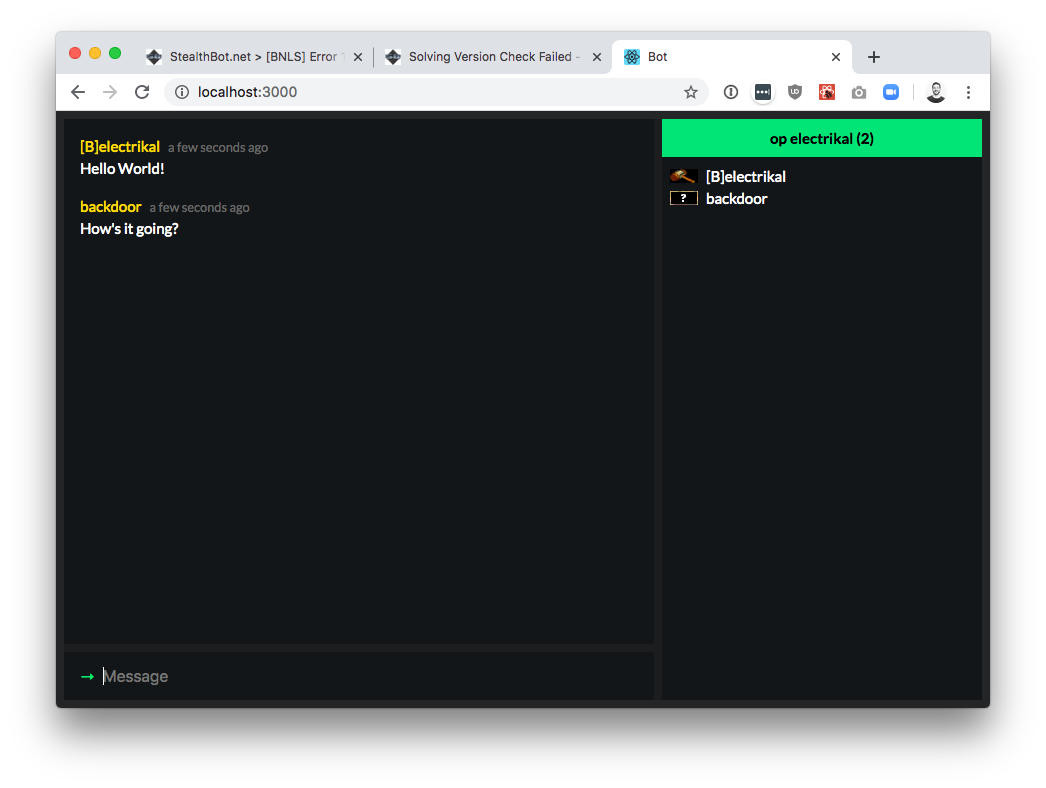 StealthBot.net > [BNLS] Error
Solving Version Check Failed -
Bot
localhost:3000
[B]electrikal a few seconds ago
Hello World!
backdoor a few seconds ago
How's it going?
→ Message
op electrikal (2)
[B]electrikal
? backdoor